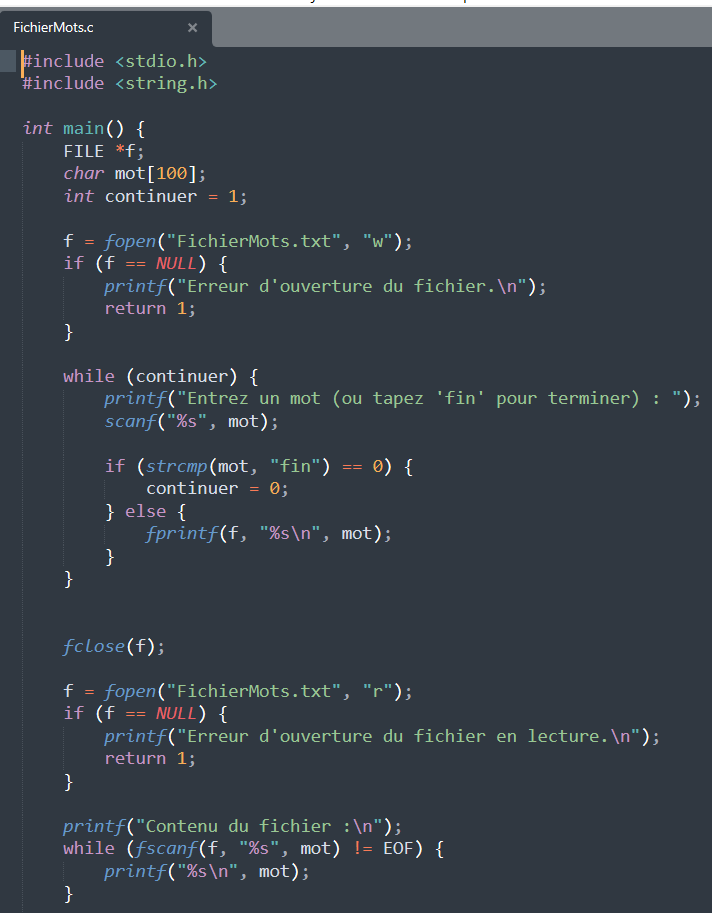 FichierMots.c ×
#include <stdio.h>
#include <string.h>
int main() {
FILE *f;
char mot[100];
int continuer = 1;
f = fopen("FichierMots.txt", "w");
if (f == NULL) {
printf("Erreur d'ouverture du fichier.\n");
return 1;
}
while (continuer) {
printf("Entrez un mot (ou tapez 'fin' pour terminer) : ");
scanf("%s", mot);
if (strcmp(mot, "fin") == 0) {
continuer = 0;
} else {
fprintf(f, "%s\n", mot);
}
}
fclose(f);
f = fopen("FichierMots.txt", "r");
if (f == NULL) {
printf("Erreur d'ouverture du fichier en lecture.\n");
return 1;
}
printf("Contenu du fichier :\n");
while (fscanf(f, "%s", mot) != EOF) {
printf("%s\n", mot);
}